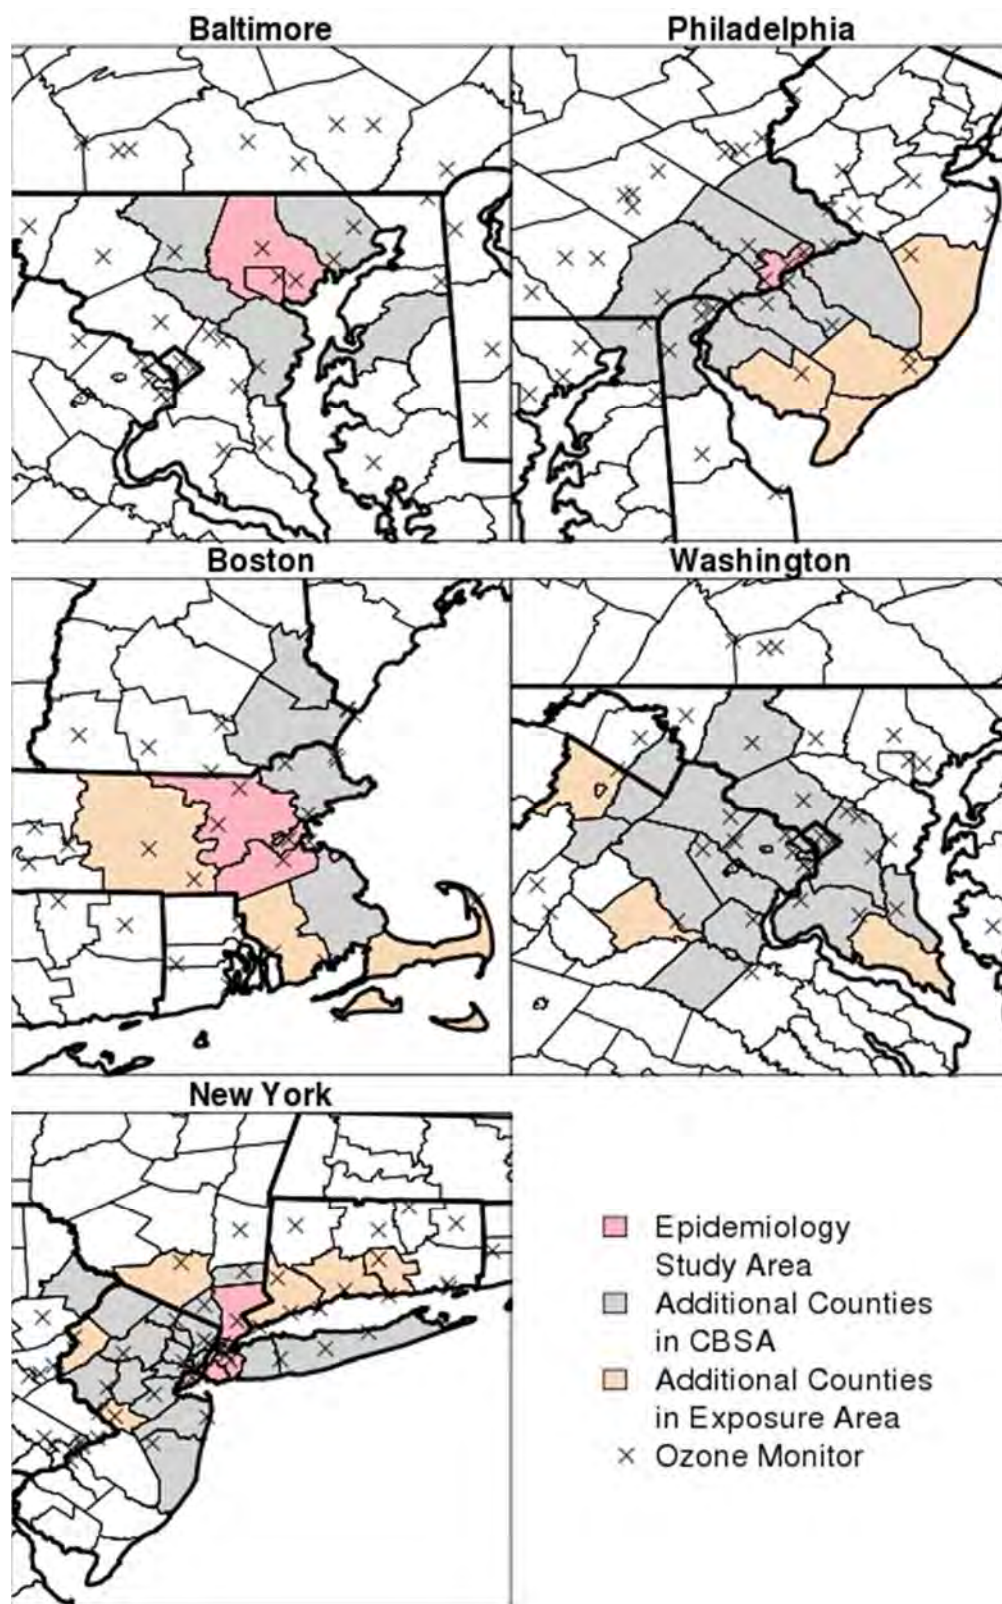 Baltimore
Philadelphia
Boston
Washington
New York
Epidemiology
Study Area
Additional Counties
in CBSA
Additional Counties
in Exposure Area
Ozone Monitor